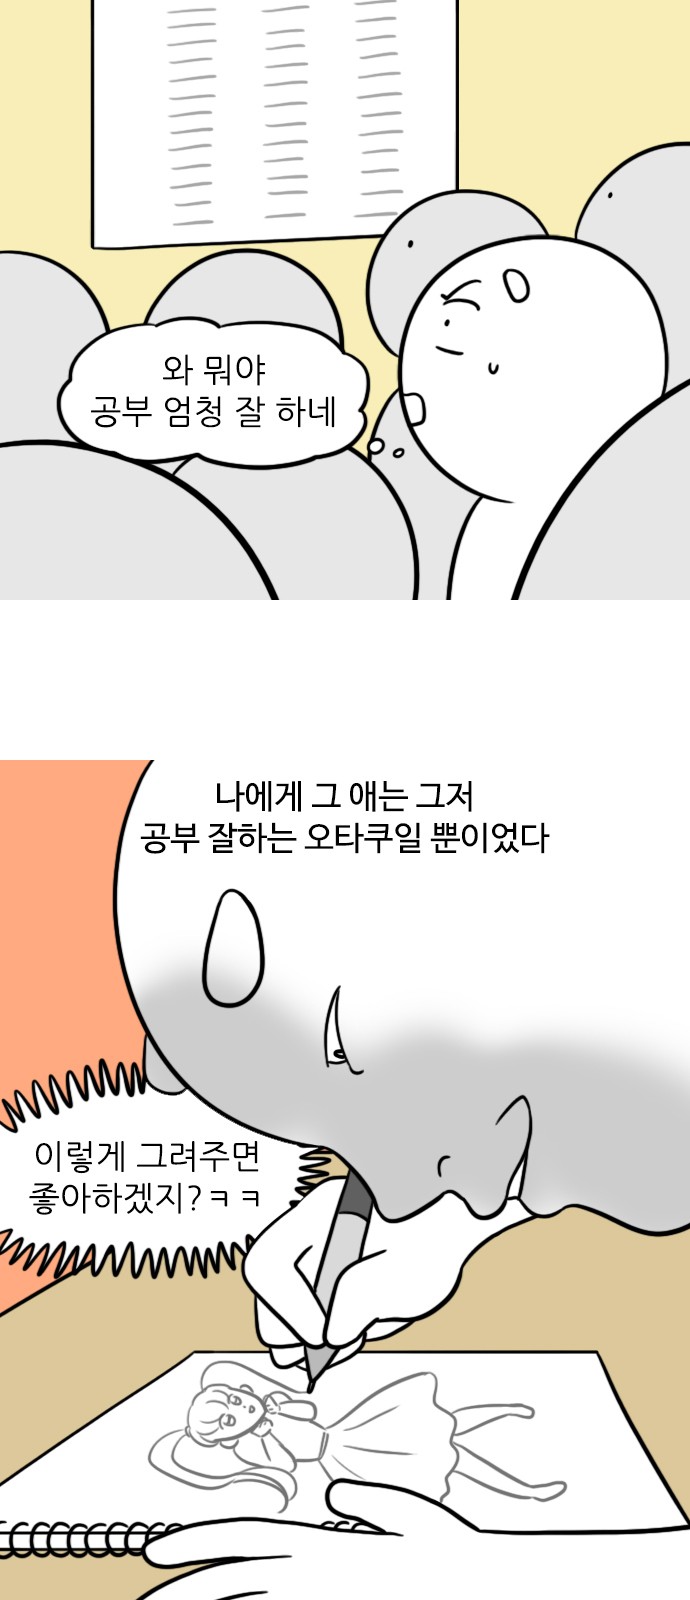 와 뭐야
공부 엄청 잘 하네
나에게 그 애는 그저
공부 잘하는 오타쿠일 뿐이었다
이렇게 그려주면
좋아하겠지?ㅋㅋ